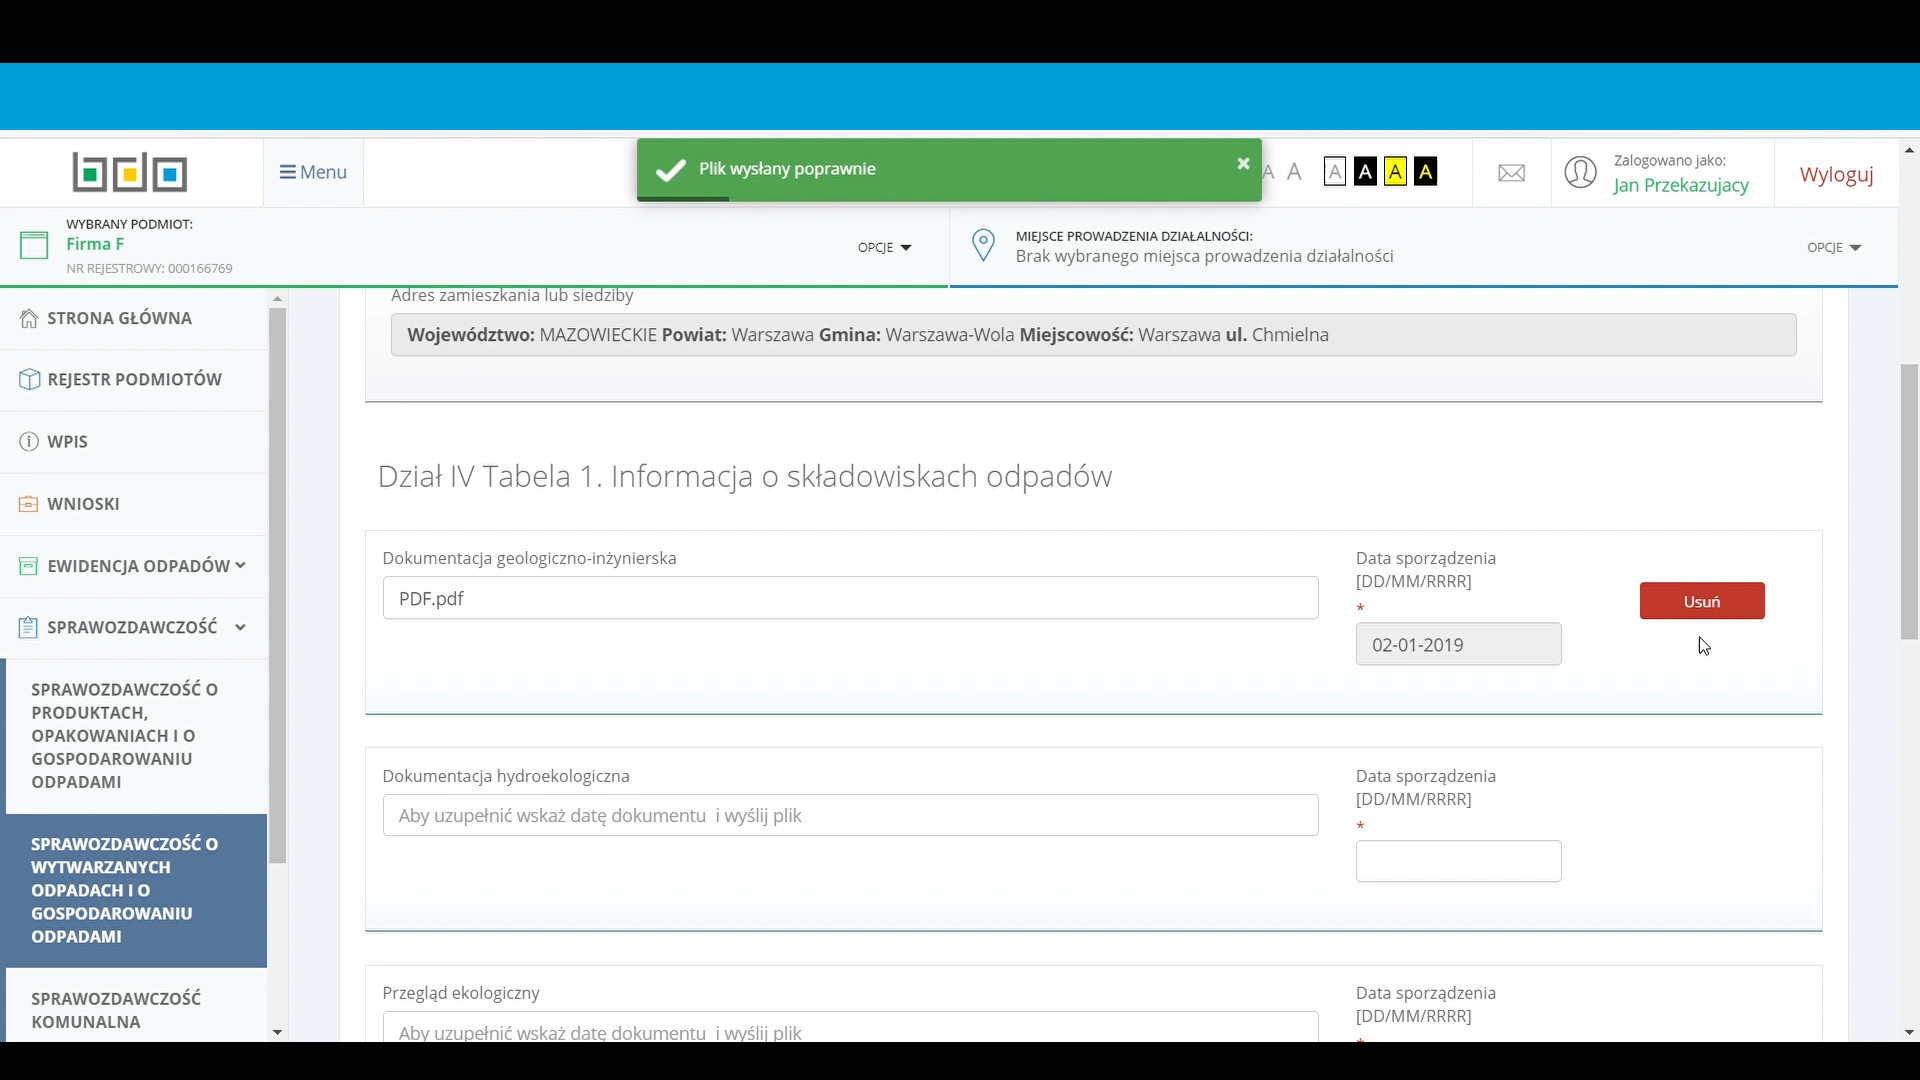 bdo
Menu
Plik wysłany poprawnie
×
A A A A A A
Zalogowano jako:
Jan Przekazujacy
Wyloguj
WYBRANY PODMIOT:
Firma F
NR REJESTROWY: 000166769
OPCJE
MIEJSCE PROWADZENIA DZIAŁALNOŚCI:
Brak wybranego miejsca prowadzenia działalności
OPCJE
STRONA GŁÓWNA
REJESTR PODMIOTÓW
WPIS
WNIOSKI
EWIDENCJA ODPADÓW
SPRAWOZDAWCZOŚĆ
SPRAWOZDAWCZOŚĆ O
PRODUKTACH,
OPAKOWANIACH I O
GOSPODAROWANIU
ODPADAMI
SPRAWOZDAWCZOŚĆ O
WYTWARZANYCH
ODPADACH I O
GOSPODAROWANIU
ODPADAMI
SPRAWOZDAWCZOŚĆ
KOMUNALNA
Adres zamieszkania lub siedziby
Województwo: MAZOWIECKIE Powiat: Warszawa Gmina: Warszawa-Wola Miejscowość: Warszawa ul. Chmielna
Dział IV Tabela 1. Informacja o składowiskach odpadów
Dokumentacja geologiczno-inżynierska
PDF.pdf
Data sporządzenia
[DD/MM/RRRR]
*
02-01-2019
Usuń
Dokumentacja hydroekologiczna
Aby uzupełnić wskaż datę dokumentu i wyślij plik
Data sporządzenia
[DD/MM/RRRR]
*
Przegląd ekologiczny
Aby uzupełnić wskaż datę dokumentu i wyślij plik
Data sporządzenia
[DD/MM/RRRR]
*